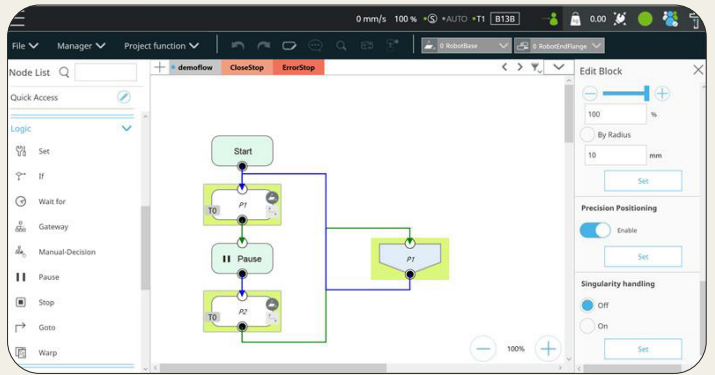 0 mm/s 100 % •Ⓢ •AUTO •T1 B13B 0.00
File Manager Project function 0 RobotBase 0 RobotEndFlange
Node List
demoflow CloseStop ErrorStop
Edit Block
Quick Access
100 %
Logic
By Radius
Set
10 mm
If
Set
Wait for
Gateway
Manual-Decision
Pause
Stop
Goto
Warp
Start
P1
T0
Pause
P2
T0
P1
100%
Precision Positioning
Enable
Set
Singularity handling
Off
On
Set